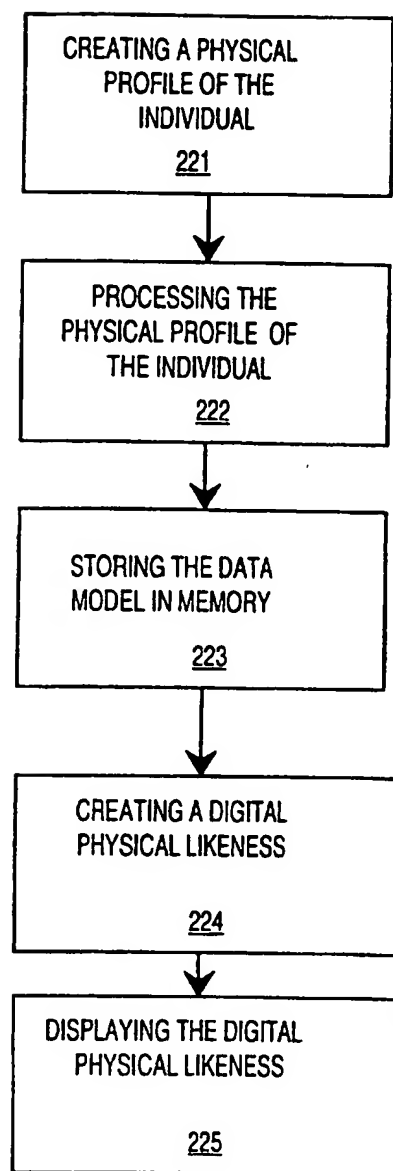 CREATING A PHYSICAL
PROFILE OF THE
INDIVIDUAL
221
PROCESSING THE
PHYSICAL PROFILE OF
THE INDIVIDUAL
222
STORING THE DATA
MODEL IN MEMORY
223
CREATING A DIGITAL
PHYSICAL LIKENESS
224
DISPLAYING THE DIGITAL
PHYSICAL LIKENESS
225